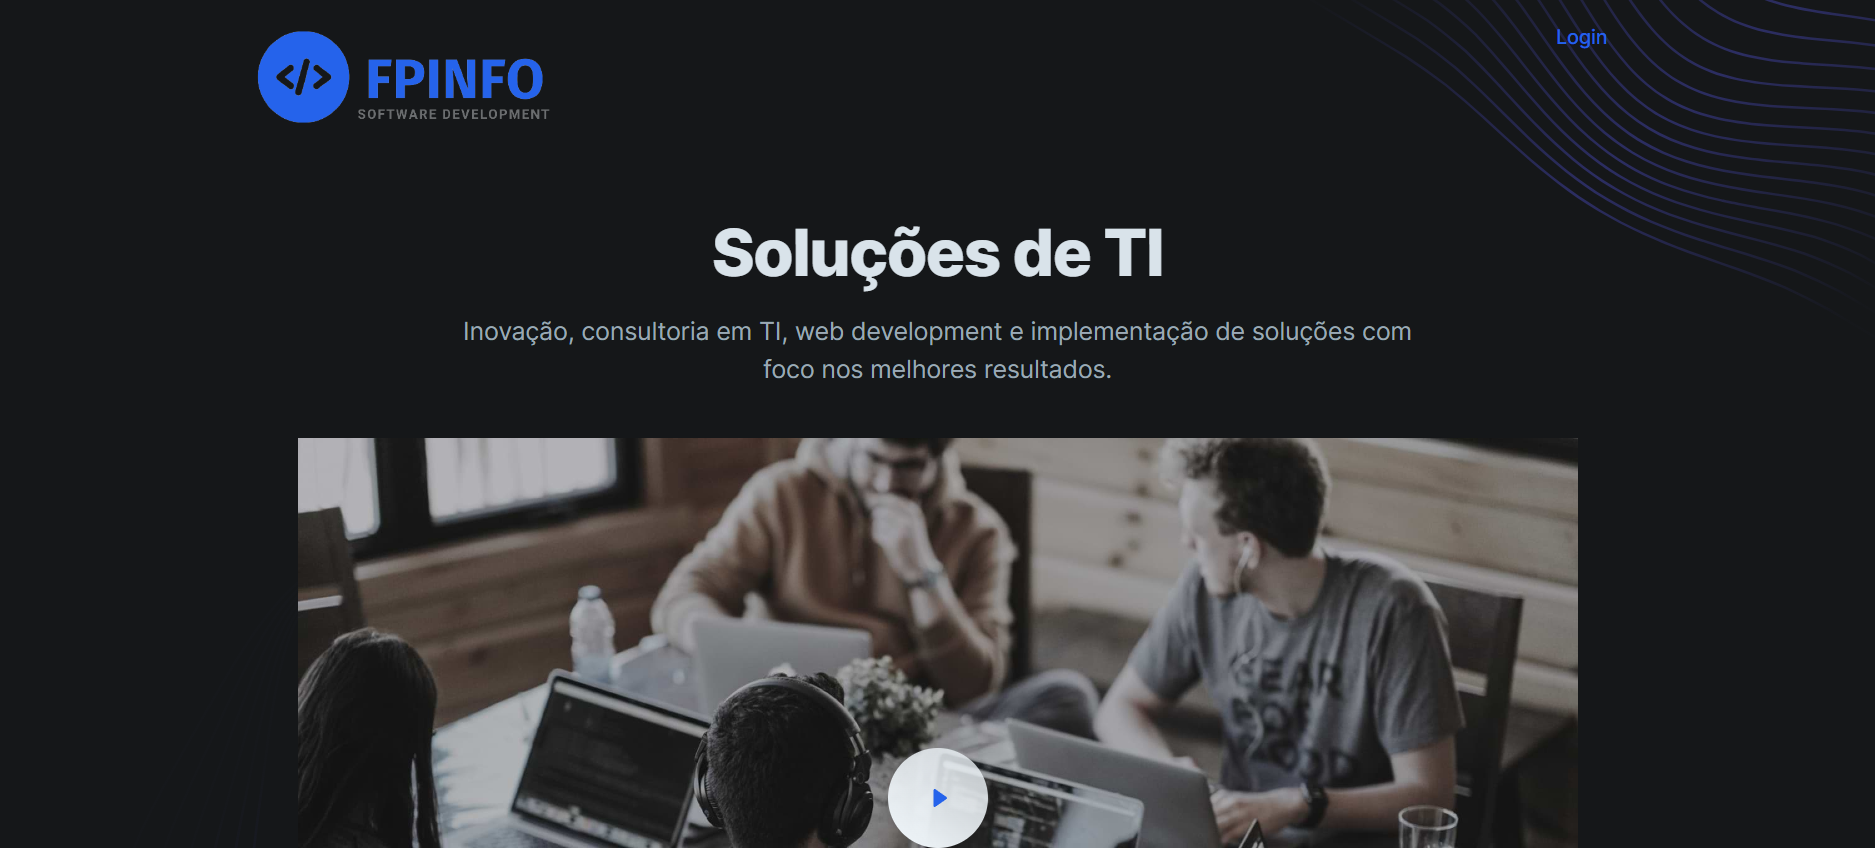 FPINFO
SOFTWARE DEVELOPMENT
Login
Soluções de TI
Inovação, consultoria em TI, web development e implementação de soluções com
foco nos melhores resultados.